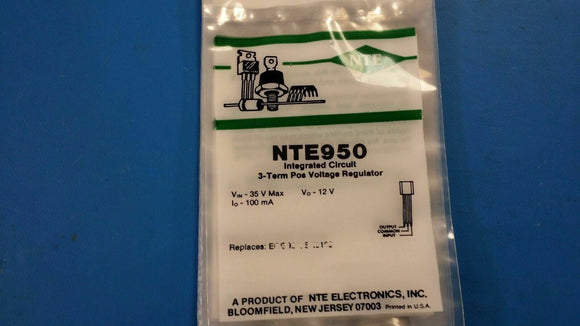 NTE
NTE950
Integrated Circuit
3-Term Pos Voltage Regulator
VIN - 35 V Max VO - 12 V
IO - 100 mA
OUTPUT
COMMON
INPUT
Replaces:
A PRODUCT OF NTE ELECTRONICS, INC.
BLOOMFIELD, NEW JERSEY 07003 Printed in U.S.A.